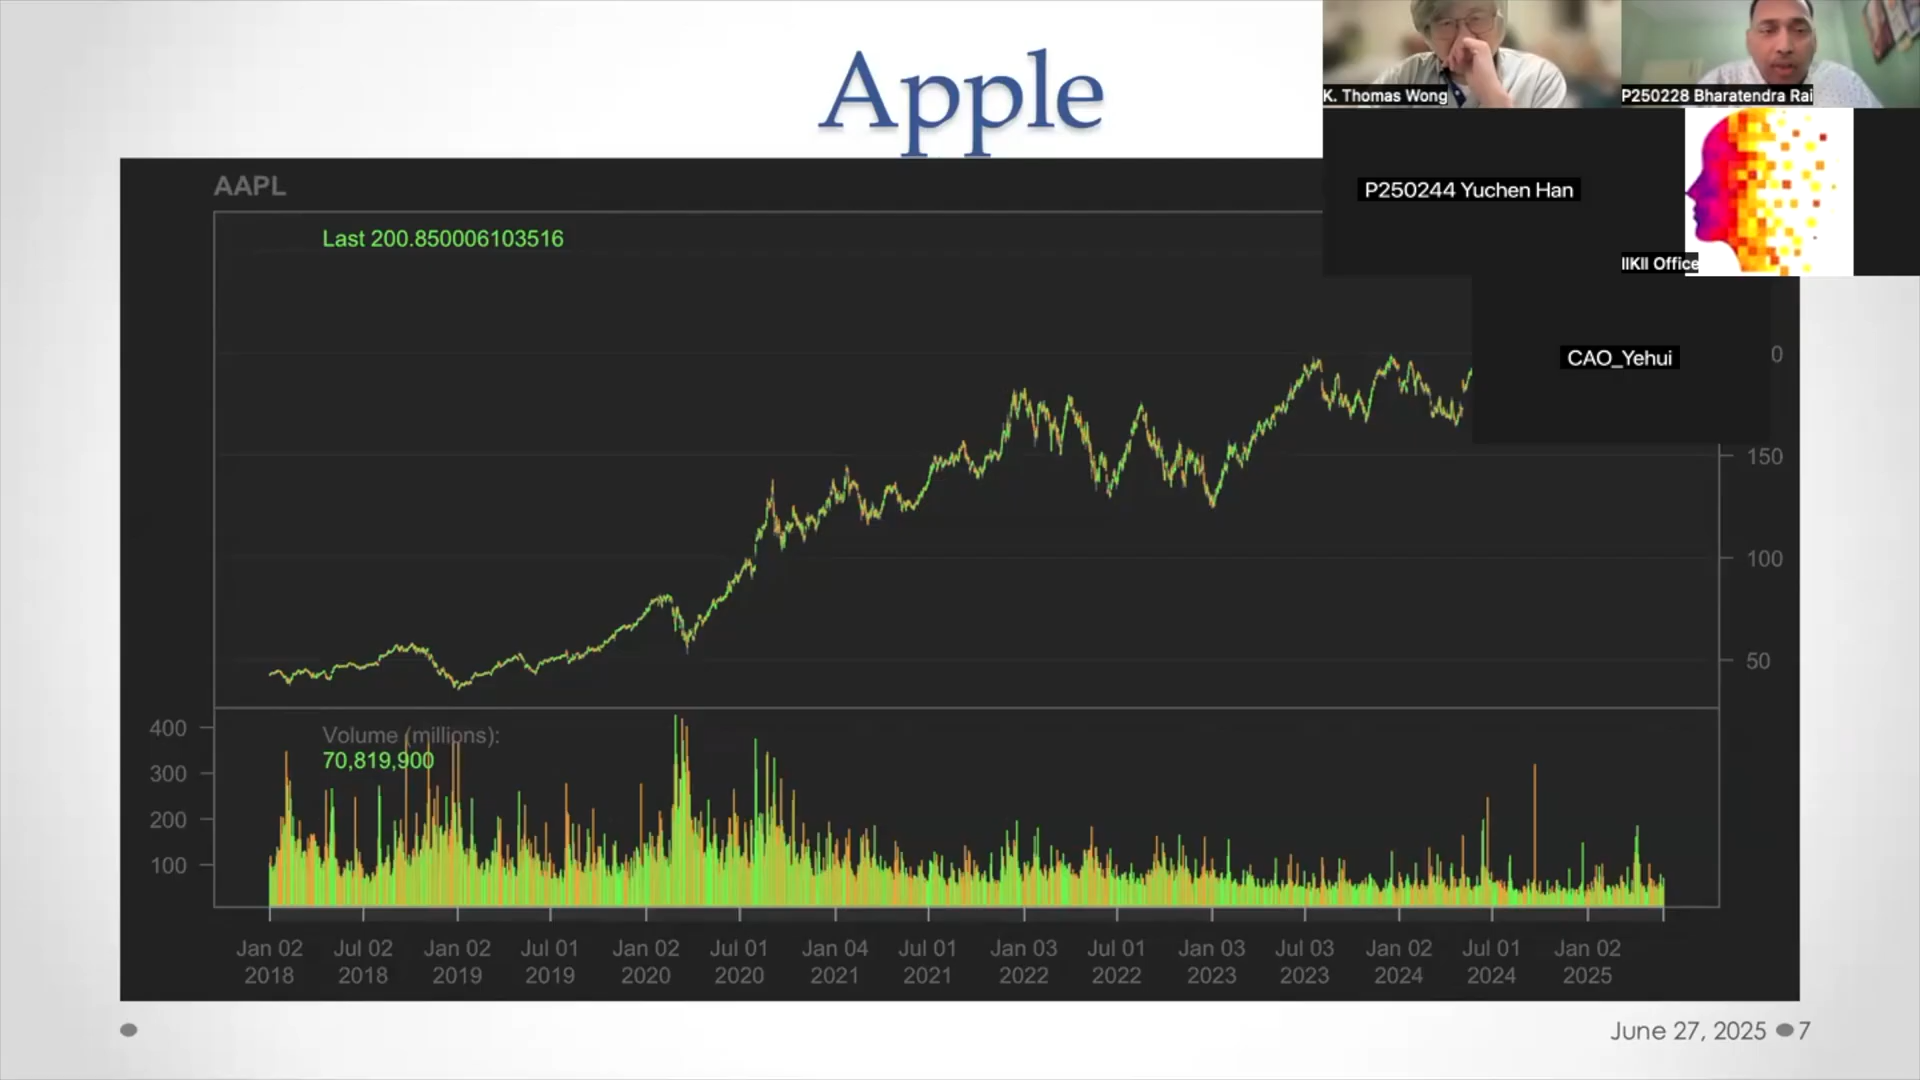 Apple
K. Thomas Wong
P250228 Bharatendra Rai
P250244 Yuchen Han
IIKII Office
CAO_Yehui
AAPL
Last 200.850006103516
0
150
100
50
Volume (millions):
70,819,900
400
300
200
100
Jan 02 2018
Jul 02 2018
Jan 02 2019
Jul 01 2019
Jan 02 2020
Jul 01 2020
Jan 04 2021
Jul 01 2021
Jan 03 2022
Jul 01 2022
Jan 03 2023
Jul 03 2023
Jan 02 2024
Jul 01 2024
Jan 02 2025
June 27, 2025
7